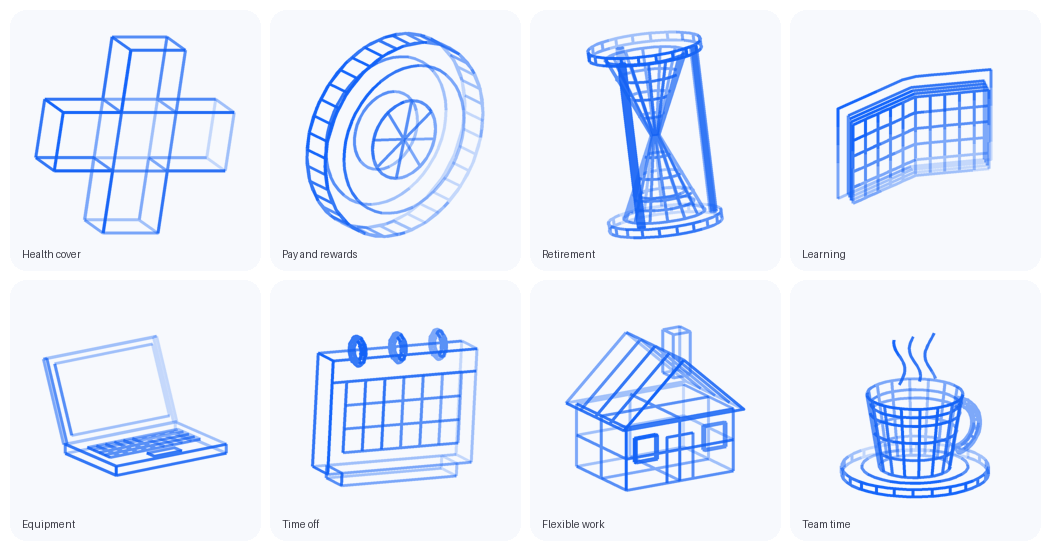 Health cover
Pay and rewards
Retirement
Learning
Equipment
Time off
Flexible work
Team time